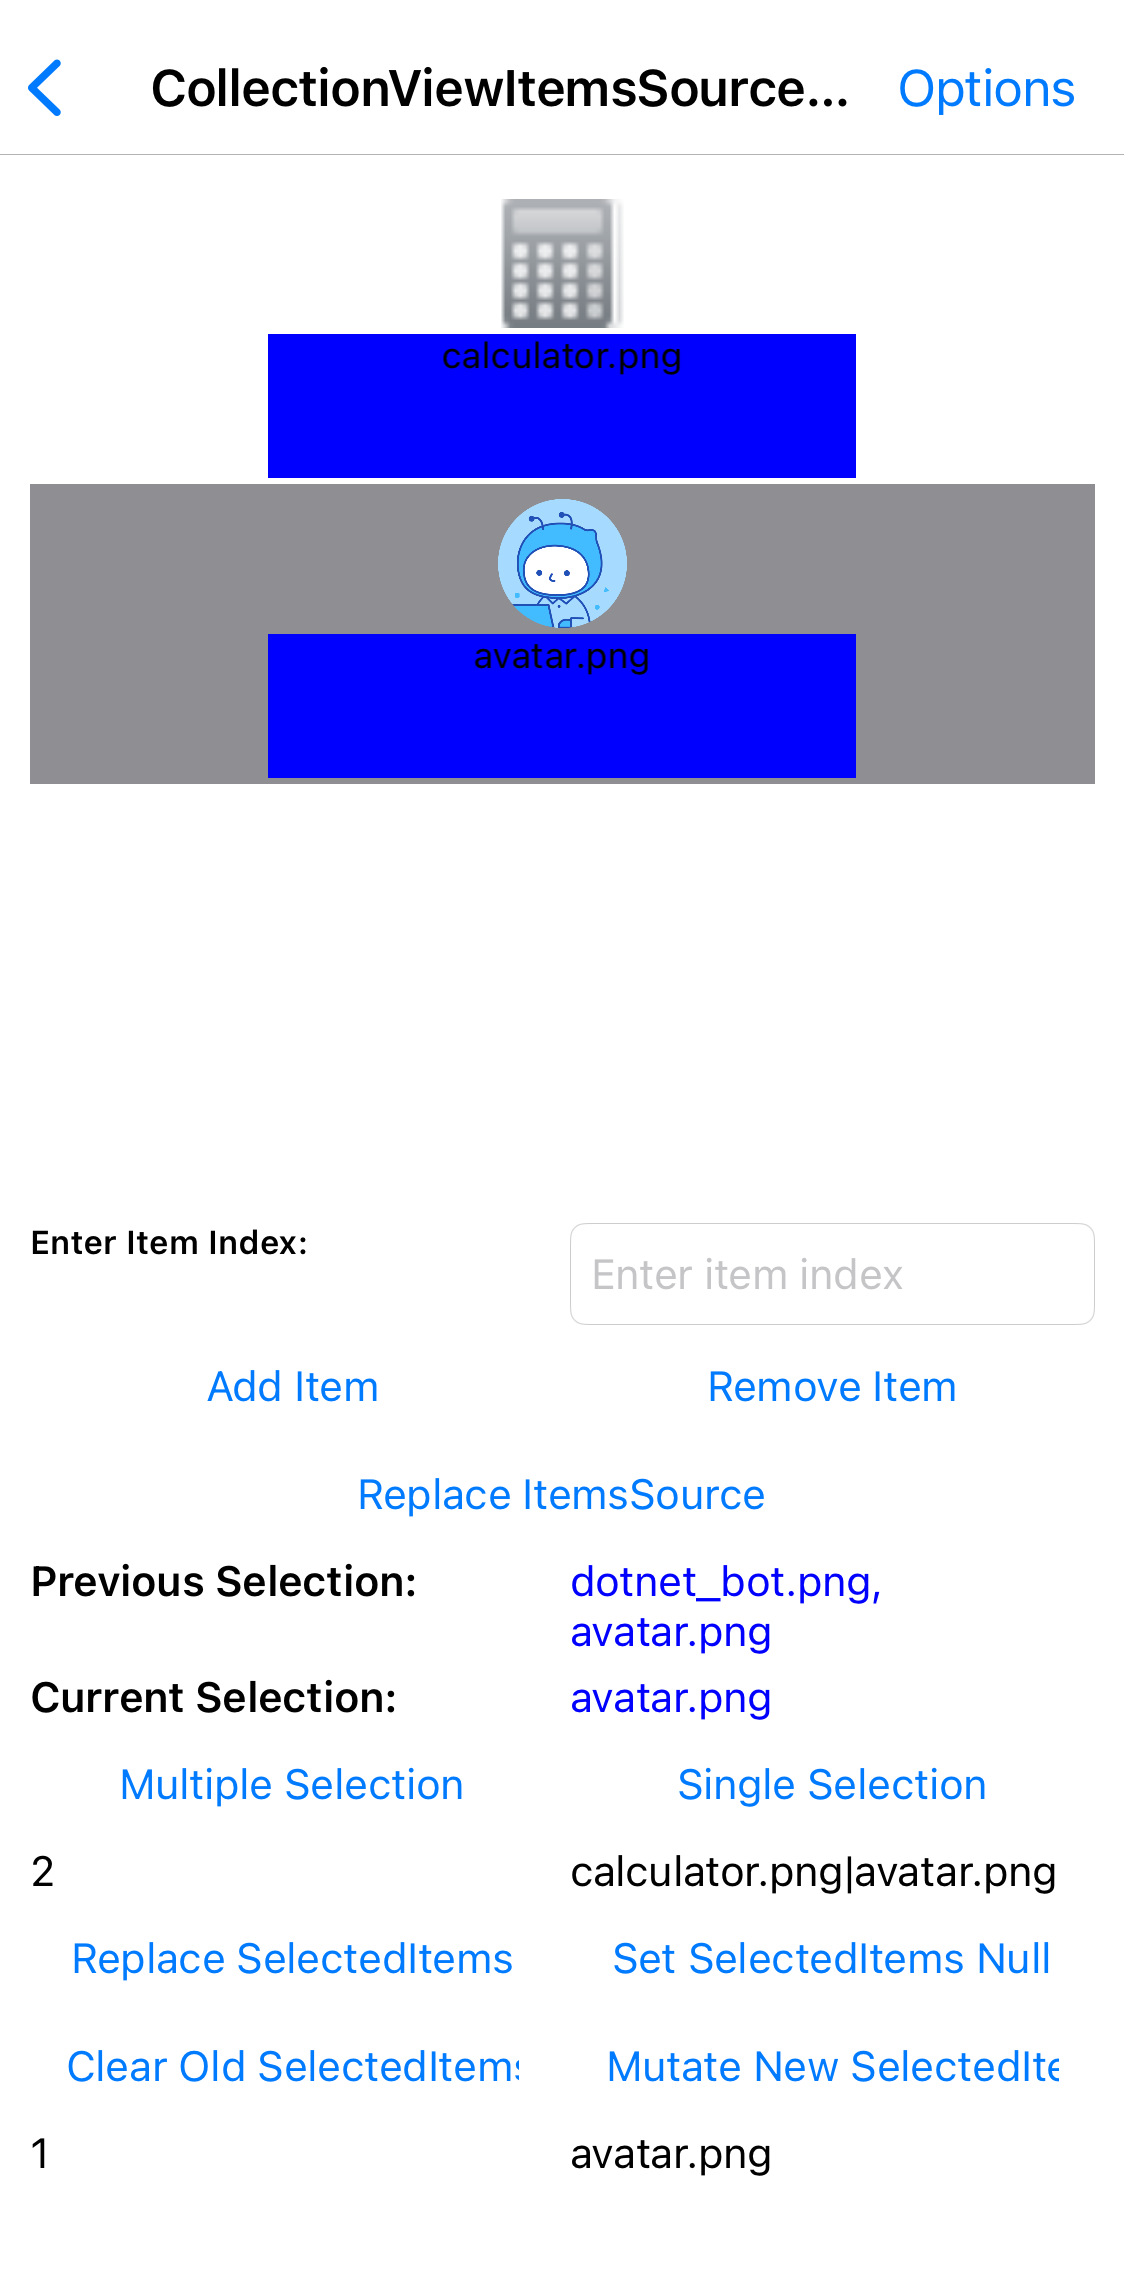 CollectionViewItemsSource...
Options
calculator.png
avatar.png
Enter Item Index:
Enter item index
Add Item
Remove Item
Replace ItemsSource
Previous Selection:
dotnet_bot.png,
avatar.png
Current Selection:
avatar.png
Multiple Selection
Single Selection
2
calculator.png|avatar.png
Replace SelectedItems
Set SelectedItems Null
Clear Old SelectedItems
Mutate New SelectedIte
1
avatar.png